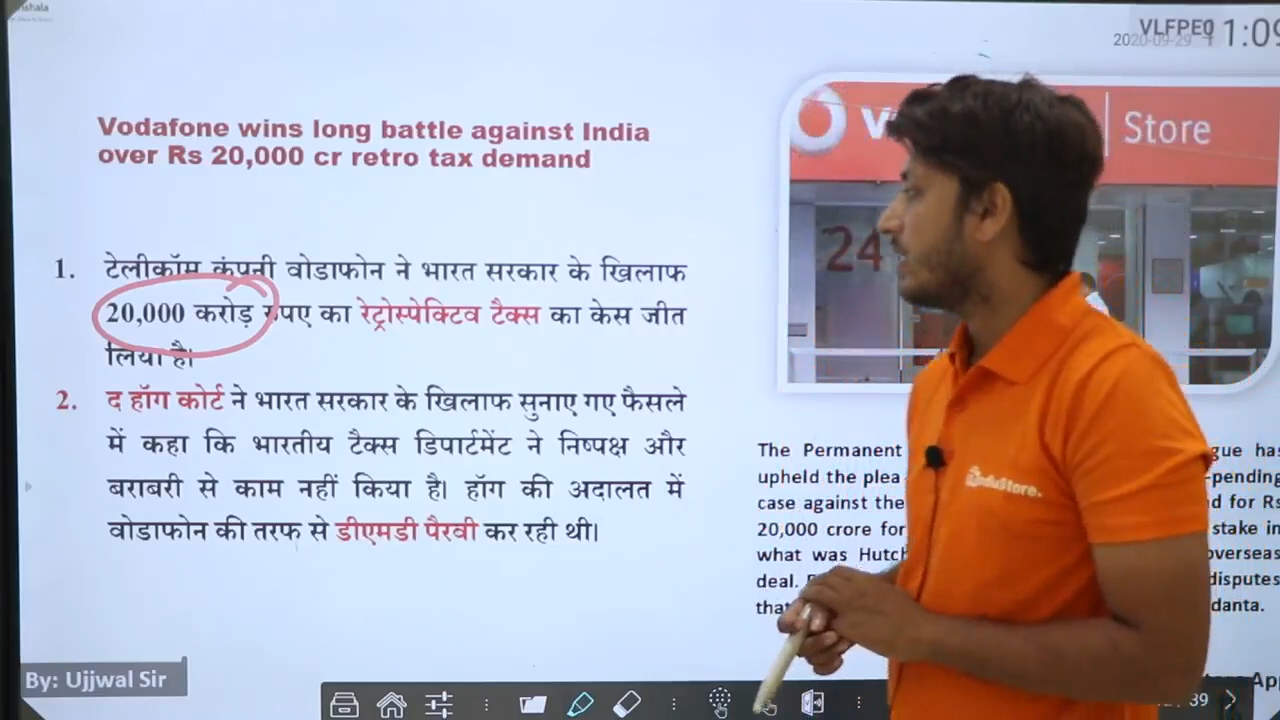 nshala
VLFPE0
2020-09-29
Store
24
Vodafone wins long battle against India
over Rs 20,000 cr retro tax demand
1. टेलीकॉम कंपनी वोडाफोन ने भारत सरकार के खिलाफ
20,000 करोड़ रुपए का रेट्रोस्पेक्टिव टैक्स का केस जीत
लिया है।
2. द हॉग कोर्ट ने भारत सरकार के खिलाफ सुनाए गए फैसले
में कहा कि भारतीय टैक्स डिपार्टमेंट ने निष्पक्ष और
बराबरी से काम नहीं किया है। हॉग की अदालत में
वोडाफोन की तरफ से डीएमडी पैरवी कर रही थी।
The Permanent gue has
upheld the plea -pending
case against the d for Rs
20,000 crore for stake in
what was Hutch overseas
deal. disputes
that danta.
By: Ujjwal Sir
App
39